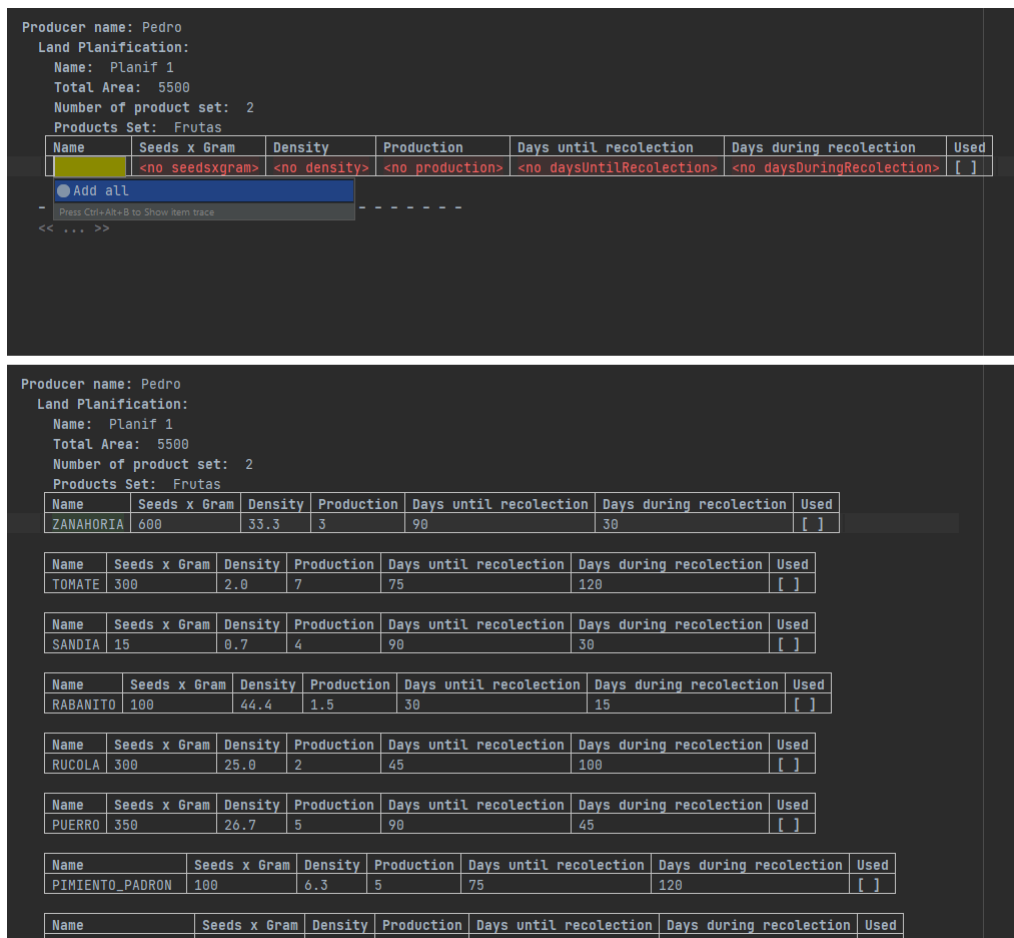 Producer name: Pedro
Land Planification:
Name: Planif 1
Total Area: 5500
Number of product set: 2
Products Set: Frutas
Name Seeds x Gram Density Production Days until recolection Days during recolection Used
<no seedsxgram> <no density> <no production> <no daysUntilRecolection> <no daysDuringRecolection> [ ]
Add all
Press Ctrl+Alt+B to Show item trace
- - - - - - - -
<< ... >>
Producer name: Pedro
Land Planification:
Name: Planif 1
Total Area: 5500
Number of product set: 2
Products Set: Frutas
Name Seeds x Gram Density Production Days until recolection Days during recolection Used
ZANAHORIA 600 33.3 3 90 30 [ ]
Name Seeds x Gram Density Production Days until recolection Days during recolection Used
TOMATE 300 2.0 7 75 120 [ ]
Name Seeds x Gram Density Production Days until recolection Days during recolection Used
SANDIA 15 0.7 4 90 30 [ ]
Name Seeds x Gram Density Production Days until recolection Days during recolection Used
RABANITO 100 44.4 1.5 30 15 [ ]
Name Seeds x Gram Density Production Days until recolection Days during recolection Used
RUCOLA 300 25.0 2 45 100 [ ]
Name Seeds x Gram Density Production Days until recolection Days during recolection Used
PUERRO 350 26.7 5 90 45 [ ]
Name Seeds x Gram Density Production Days until recolection Days during recolection Used
PIMIENTO_PADRON 100 6.3 5 75 120 [ ]
Name Seeds x Gram Density Production Days until recolection Days during recolection Used